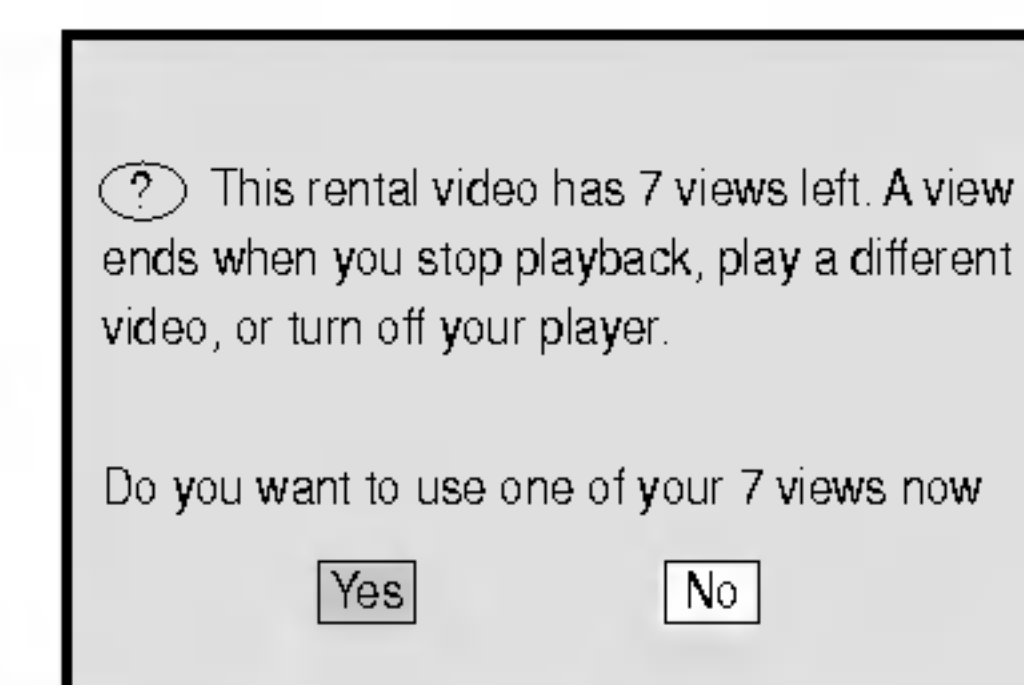 ? This rental video has 7 views left. A view
ends when you stop playback, play a different
video, or turn off your player.
Do you want to use one of your 7 views now
Yes No